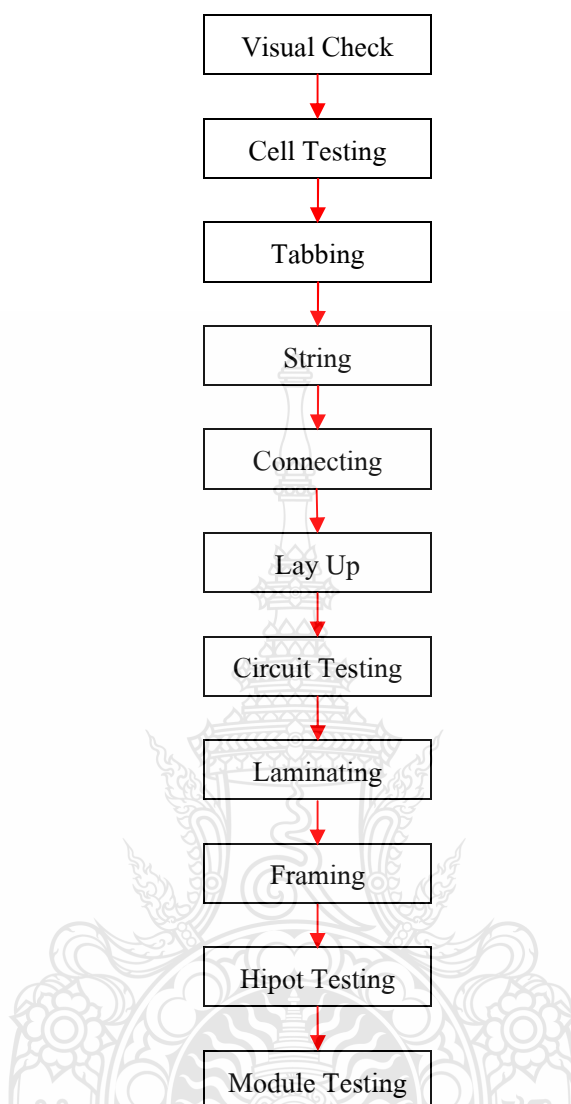 Visual Check
Cell Testing
Tabbing
String
Connecting
Lay Up
Circuit Testing
Laminating
Framing
Hipot Testing
Module Testing